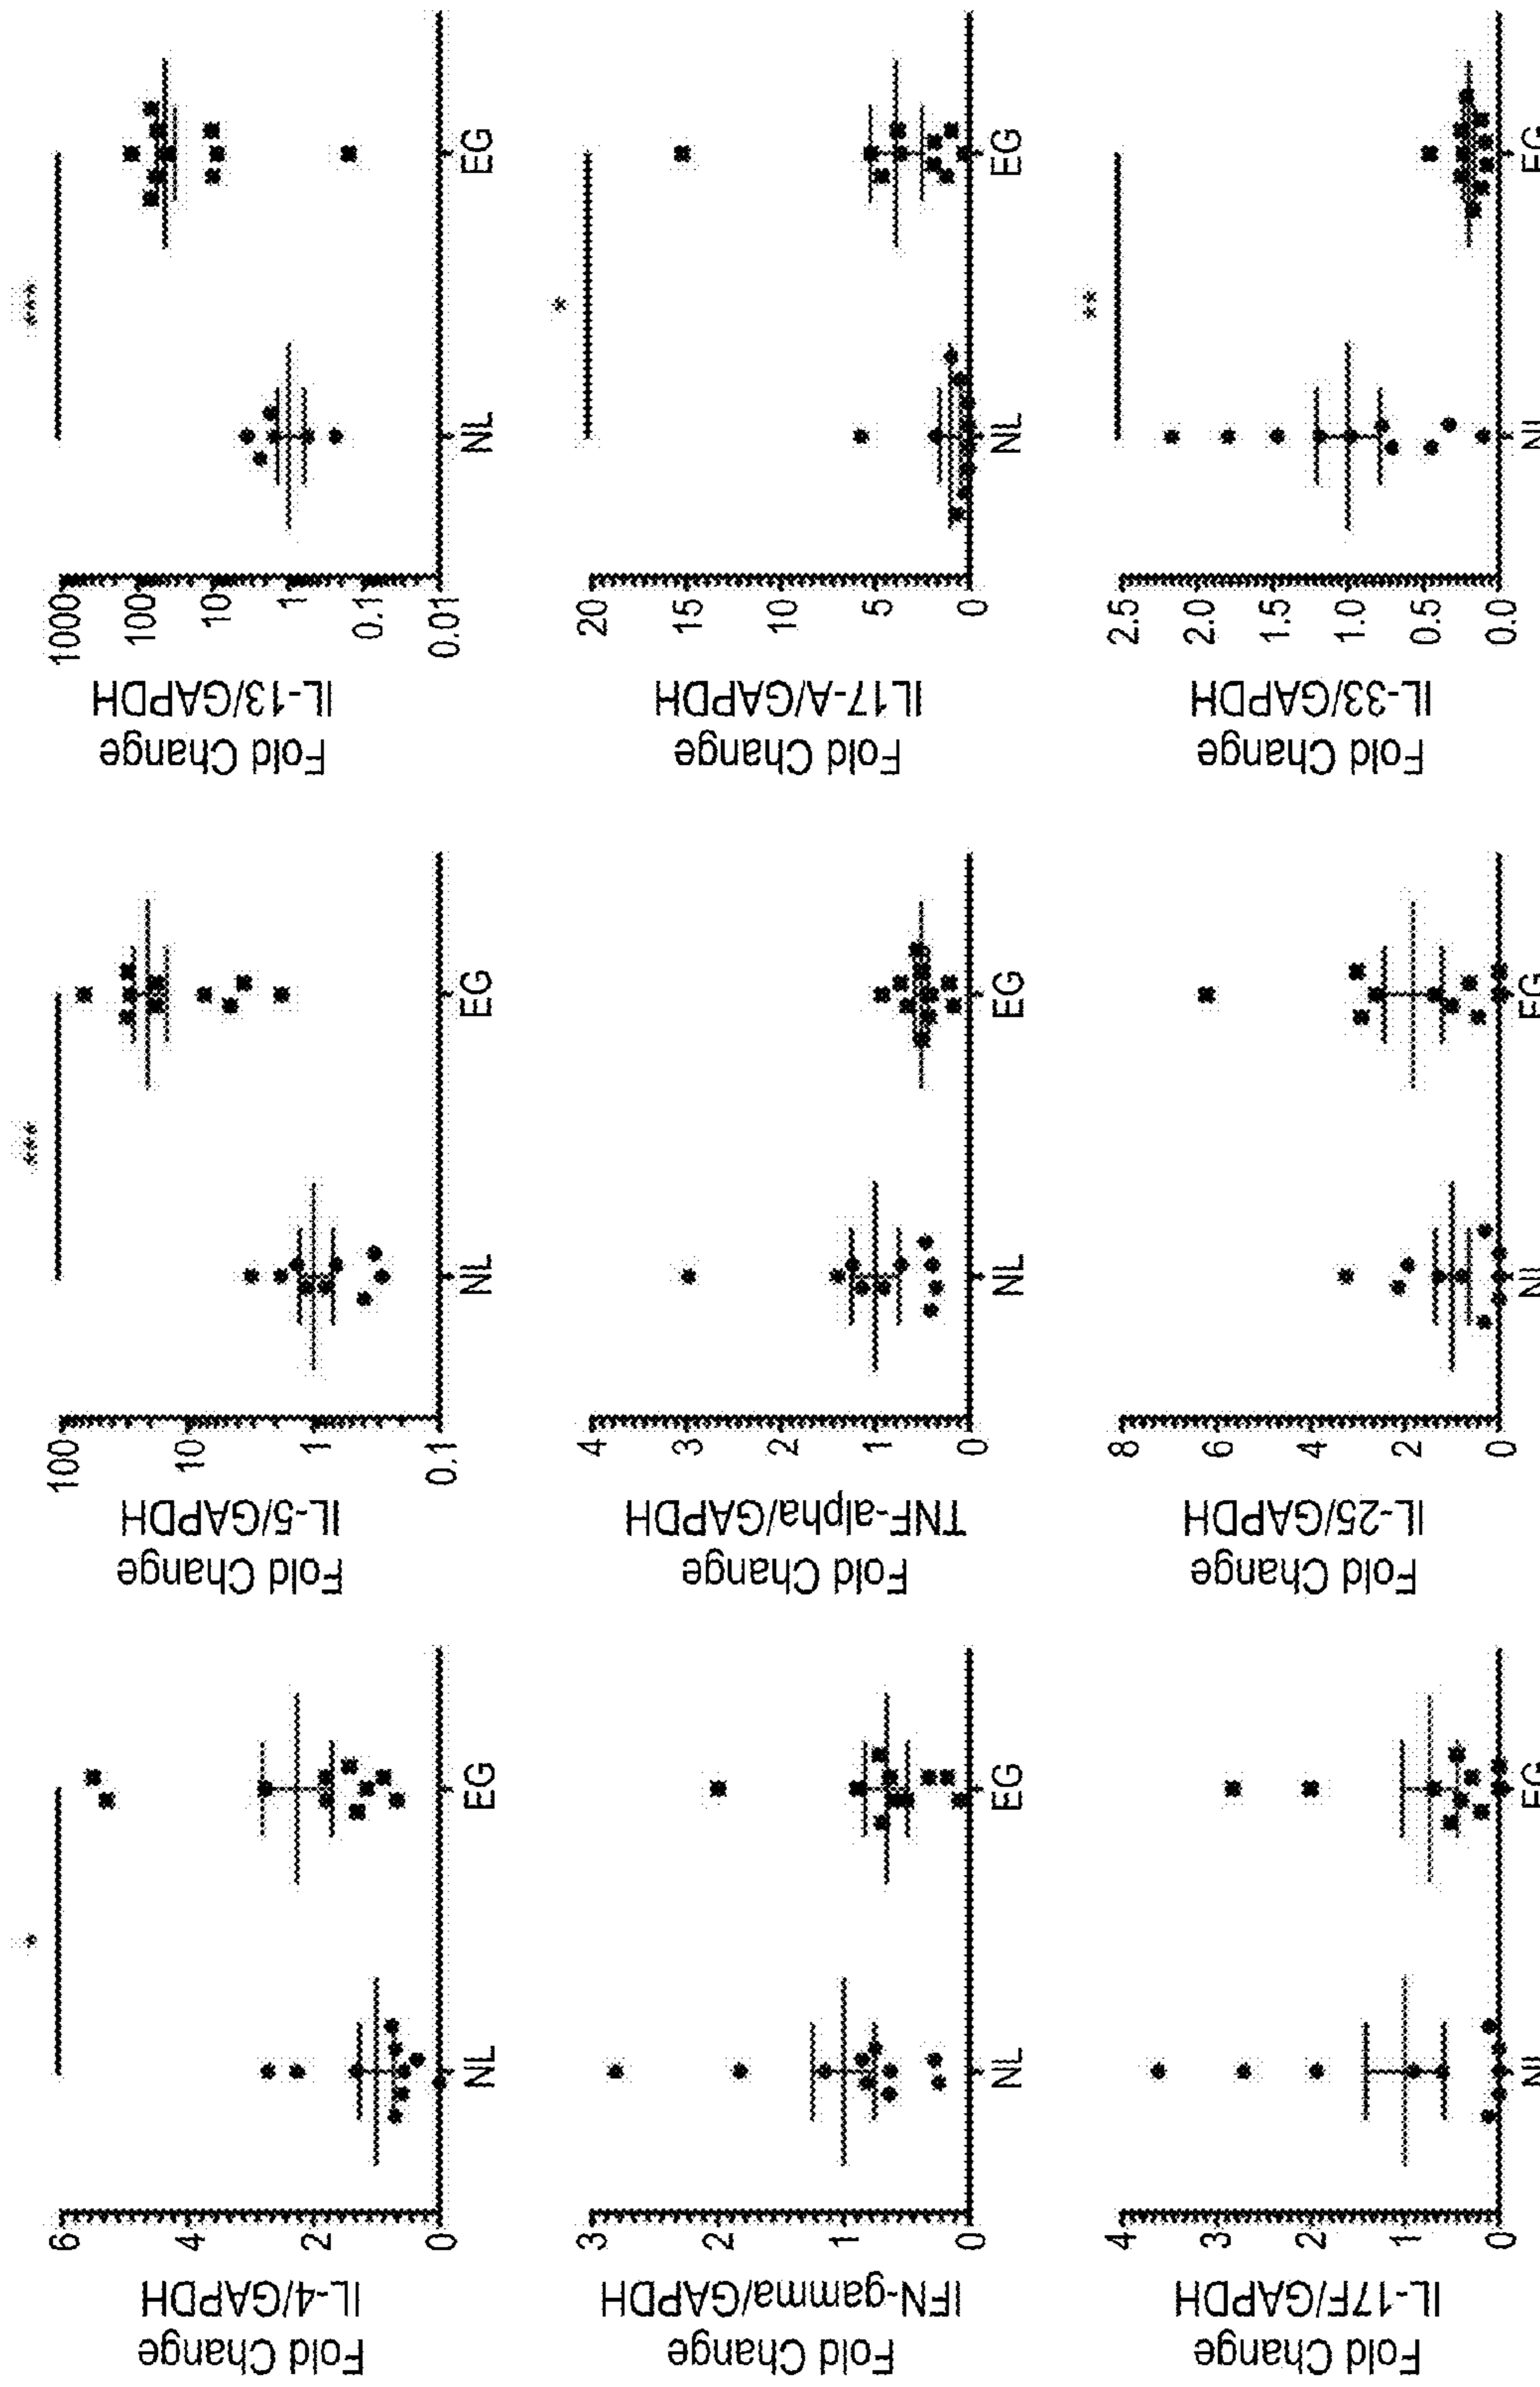 Fold Change
IL-4/GAPDH
6
4
2
0
*
NL
EG
Fold Change
IL-5/GAPDH
100
10
1
0.1
***
NL
EG
Fold Change
IL-13/GAPDH
1000
100
10
1
0.1
0.01
***
NL
EG
Fold Change
IFN-gamma/GAPDH
3
2
1
0
NL
EG
Fold Change
TNF-alpha/GAPDH
4
3
2
1
0
NL
EG
Fold Change
IL17-A/GAPDH
20
15
10
5
0
*
NL
EG
Fold Change
IL-17F/GAPDH
4
3
2
1
0
NL
EG
Fold Change
IL-25/GAPDH
8
6
4
2
0
NL
EG
Fold Change
IL-33/GAPDH
2.5
2.0
1.5
1.0
0.5
0.0
**
NL
EG